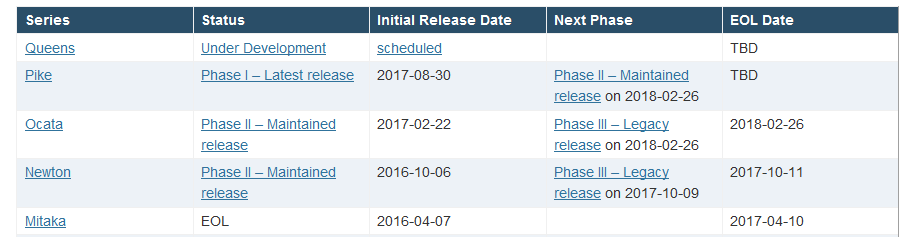 Series Status Initial Release Date Next Phase EOL Date
Queens Under Development scheduled TBD
Pike Phase I – Latest release 2017-08-30 Phase II – Maintained release on 2018-02-26 TBD
Ocata Phase II – Maintained release 2017-02-22 Phase III – Legacy release on 2018-02-26 2018-02-26
Newton Phase II – Maintained release 2016-10-06 Phase III – Legacy release on 2017-10-09 2017-10-11
Mitaka EOL 2016-04-07 2017-04-10